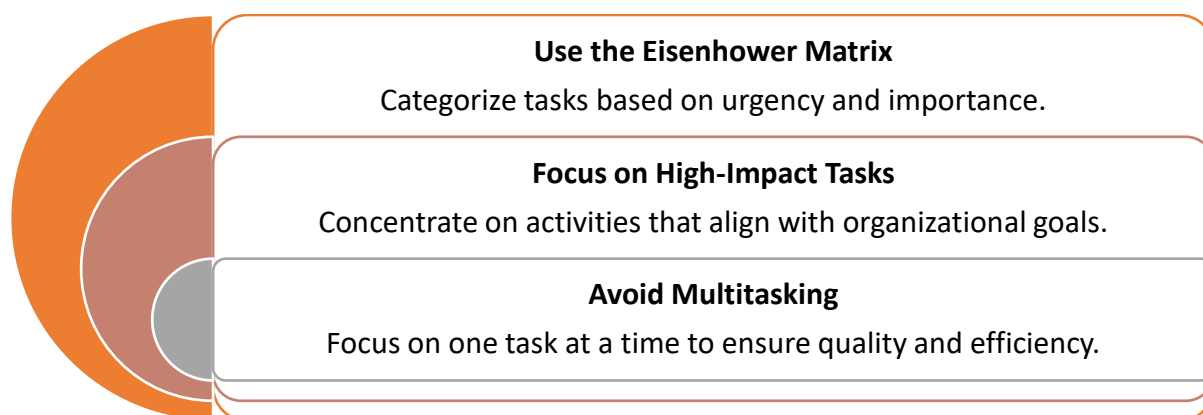 Use the Eisenhower Matrix
Categorize tasks based on urgency and importance.
Focus on High-Impact Tasks
Concentrate on activities that align with organizational goals.
Avoid Multitasking
Focus on one task at a time to ensure quality and efficiency.